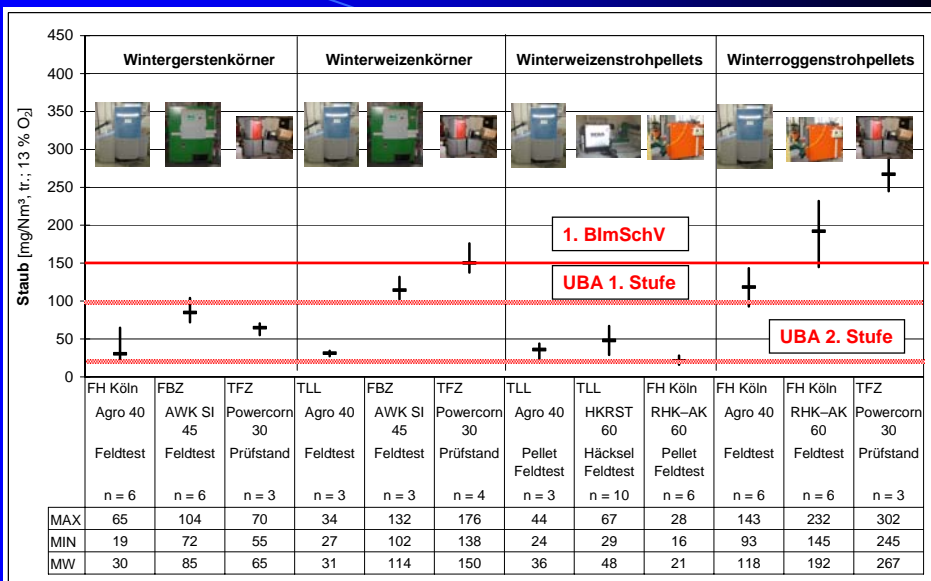 450
400
350
300
250
200
150
100
50
0
Staub [mg/Nm³, tr.; 13 % O₂]
Wintergerstenkörner Winterweizenkörner Winterweizenstrohpellets Winterroggenstrohpellets
1. BImSchV
UBA 1. Stufe
UBA 2. Stufe
FH Köln FBZ TFZ TLL FBZ TFZ TLL TLL FH Köln FH Köln FH Köln TFZ
Agro 40 AWK SI Powercorn Agro 40 AWK SI Powercorn Agro 40 HKRST RHK–AK Agro 40 RHK–AK Powercorn
45 30 45 30 60 60 60 30
Feldtest Feldtest Prüfstand Feldtest Feldtest Prüfstand Pellet Häcksel Pellet Feldtest Feldtest Prüfstand
Feldtest Feldtest Feldtest
n = 6 n = 6 n = 3 n = 3 n = 3 n = 4 n = 3 n = 10 n = 6 n = 6 n = 6 n = 3
MAX 65 104 70 34 132 176 44 67 28 143 232 302
MIN 19 72 55 27 102 138 24 29 16 93 145 245
MW 30 85 65 31 114 150 36 48 21 118 192 267